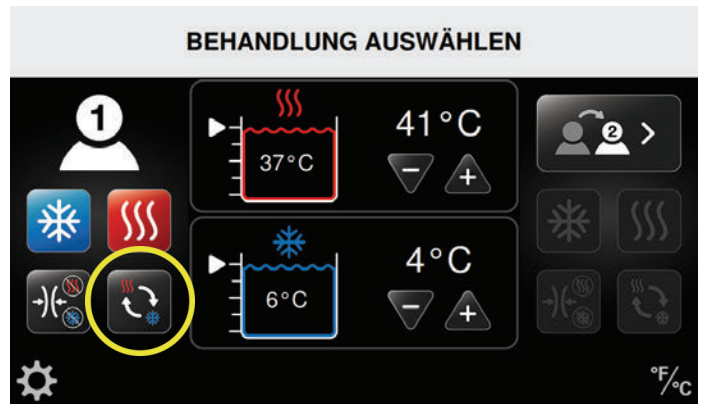 BEHANDLUNG AUSWÄHLEN
1
37°C
41°C
−
+
2
>
6°C
4°C
−
+
°F/°C